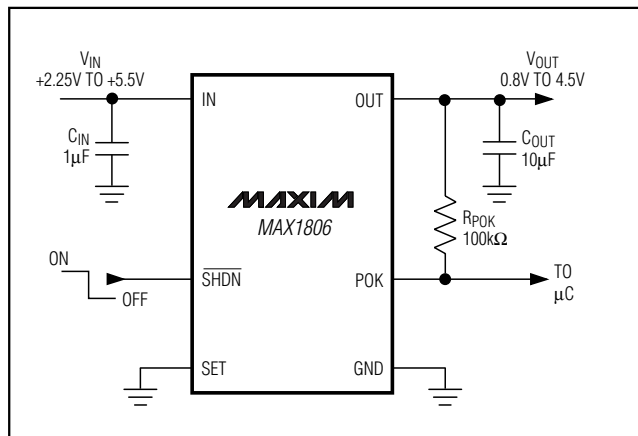 VIN
+2.25V TO +5.5V
VOUT
0.8V TO 4.5V
IN
OUT
CIN
1µF
COUT
10µF
MAXIM
MAX1806
RPOK
100kΩ
ON
OFF
SHDN
POK
TO
µC
SET
GND